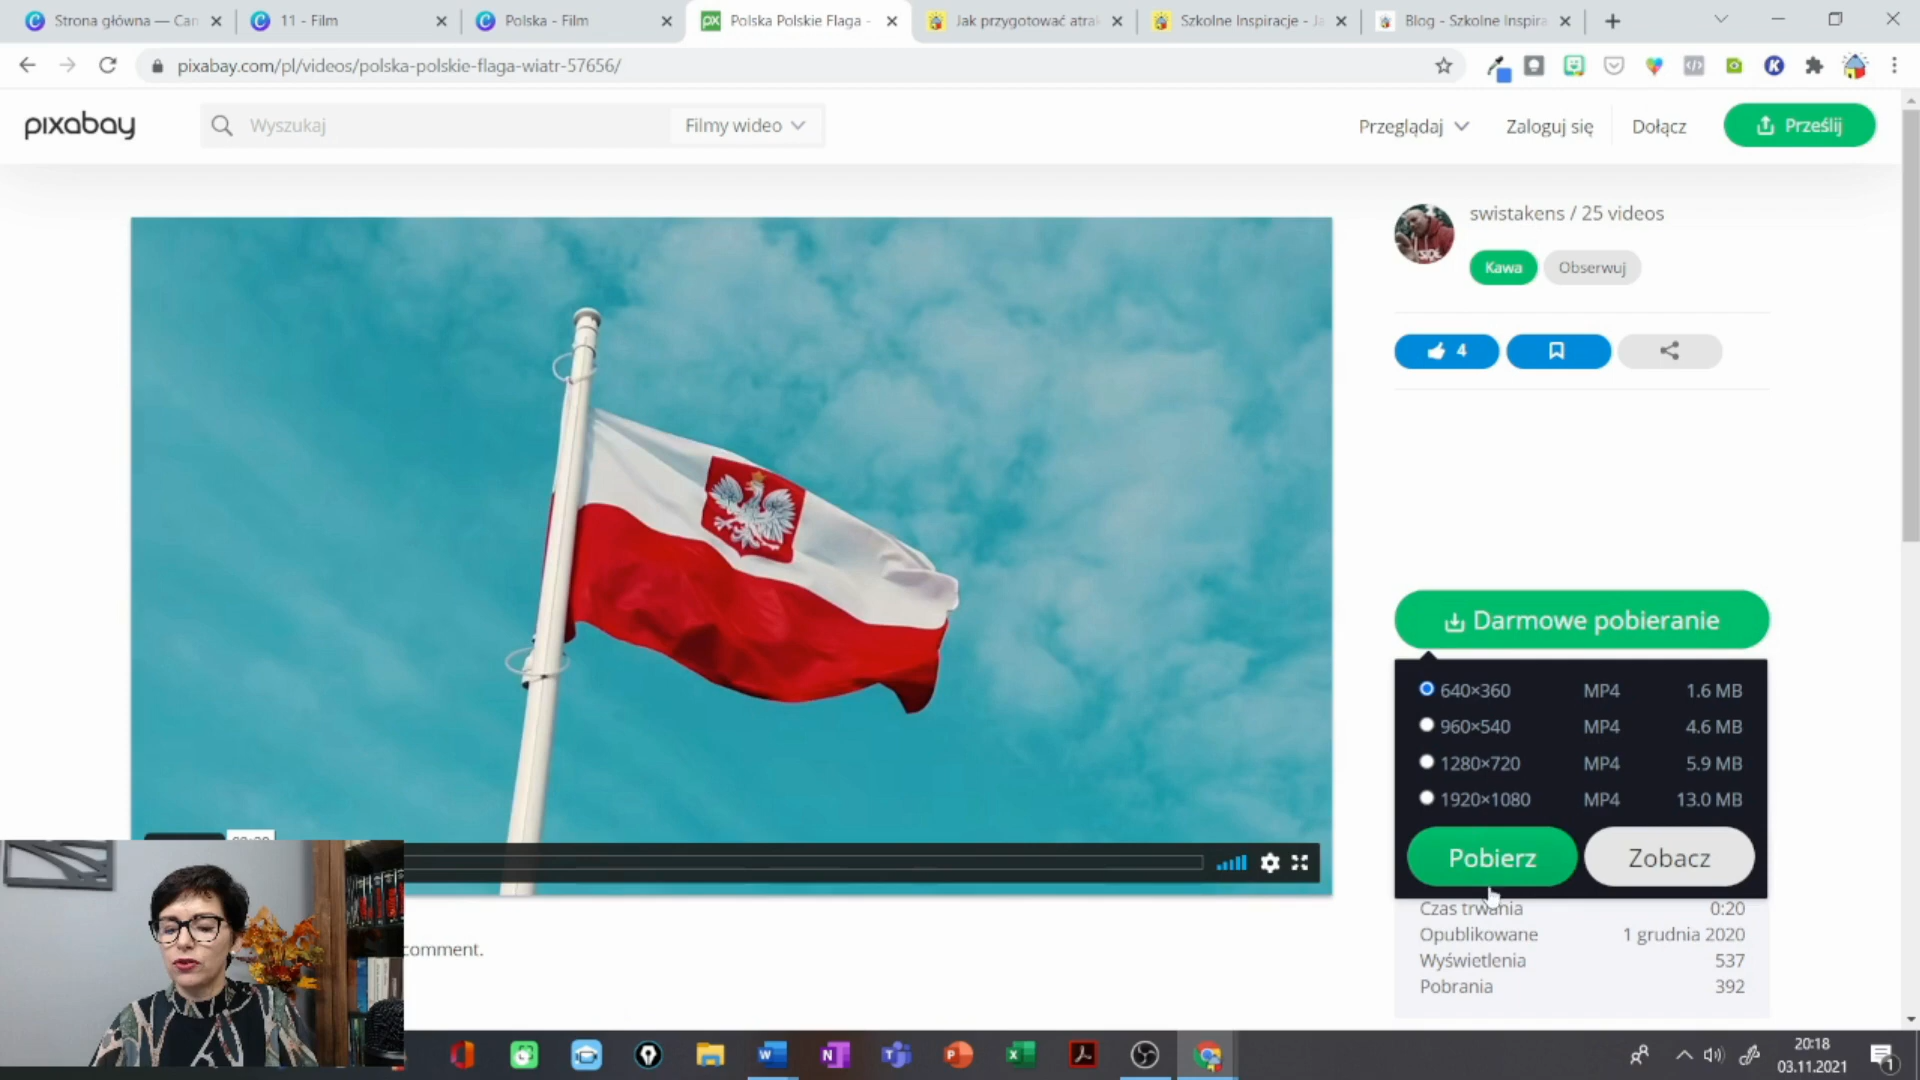 Strona główna — Can
11 - Film
Polska - Film
Polska Polskie Flaga -
Jak przygotować atra
Szkolne Inspiracje - Ja
Blog - Szkolne Inspira
pixabay.com/pl/videos/polska-polskie-flaga-wiatr-57656/
pixabay
Wyszukaj
Filmy wideo
Przeglądaj
Zaloguj się
Dołącz
Prześlij
swistakens / 25 videos
Kawa
Obserwuj
4
Darmowe pobieranie
640×360 MP4 1.6 MB
960×540 MP4 4.6 MB
1280×720 MP4 5.9 MB
1920×1080 MP4 13.0 MB
Pobierz
Zobacz
Czas trwania 0:20
Opublikowane 1 grudnia 2020
Wyświetlenia 537
Pobrania 392
comment.
20:18
03.11.2021
1